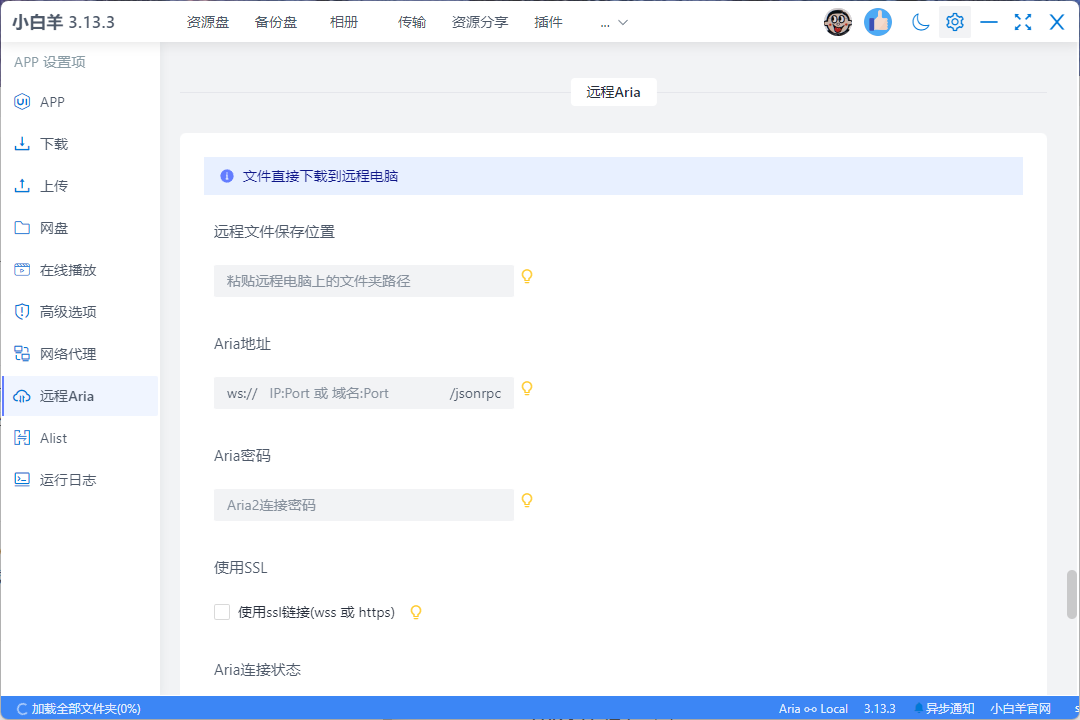 小白羊 3.13.3
资源盘 备份盘 相册 传输 资源分享 插件 ...
APP 设置项
APP
下载
上传
网盘
在线播放
高级选项
网络代理
远程Aria
Alist
运行日志
远程Aria
文件直接下载到远程电脑
远程文件保存位置
粘贴远程电脑上的文件夹路径
Aria地址
ws:// IP:Port 或 域名:Port /jsonrpc
Aria密码
Aria2连接密码
使用SSL
使用ssl链接(wss 或 https)
Aria连接状态
加载全部文件夹(0%)
Aria Local 3.13.3 异步通知 小白羊官网